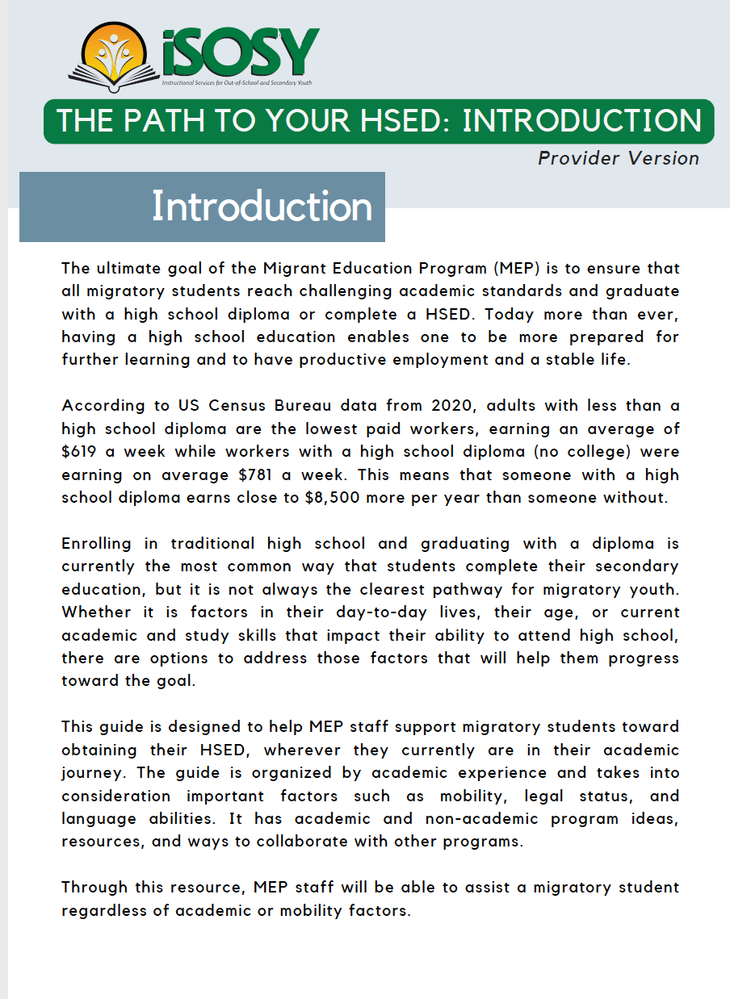 iSOSY
Instructional Services for Out-of-School and Secondary Youth
THE PATH TO YOUR HSED: INTRODUCTION
Provider Version
Introduction
The ultimate goal of the Migrant Education Program (MEP) is to ensure that
all migratory students reach challenging academic standards and graduate
with a high school diploma or complete a HSED. Today more than ever,
having a high school education enables one to be more prepared for
further learning and to have productive employment and a stable life.
According to US Census Bureau data from 2020, adults with less than a
high school diploma are the lowest paid workers, earning an average of
$619 a week while workers with a high school diploma (no college) were
earning on average $781 a week. This means that someone with a high
school diploma earns close to $8,500 more per year than someone without.
Enrolling in traditional high school and graduating with a diploma is
currently the most common way that students complete their secondary
education, but it is not always the clearest pathway for migratory youth.
Whether it is factors in their day-to-day lives, their age, or current
academic and study skills that impact their ability to attend high school,
there are options to address those factors that will help them progress
toward the goal.
This guide is designed to help MEP staff support migratory students toward
obtaining their HSED, wherever they currently are in their academic
journey. The guide is organized by academic experience and takes into
consideration important factors such as mobility, legal status, and
language abilities. It has academic and non-academic program ideas,
resources, and ways to collaborate with other programs.
Through this resource, MEP staff will be able to assist a migratory student
regardless of academic or mobility factors.